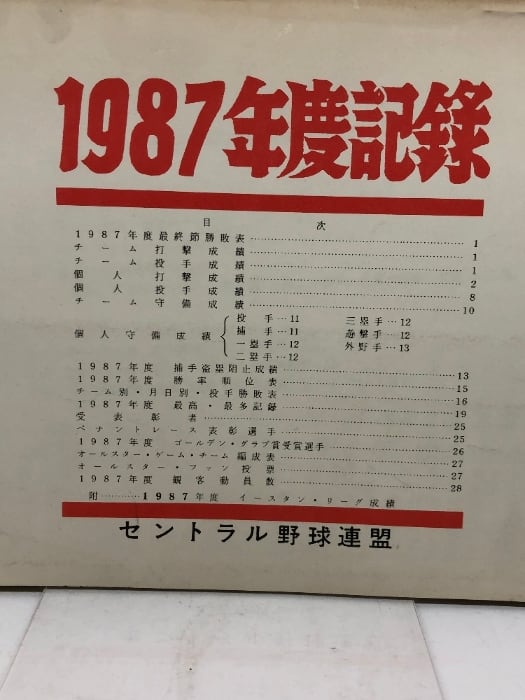 1987年度記録
目次
1987年度最終節勝敗表……1
チーム打撃成績……1
チーム投手成績……1
個人打撃成績……2
個人投手成績……8
チーム守備成績……10
個人守備成績
投手…11 三塁手…12
捕手…11 遊撃手…12
一塁手…12 外野手…13
二塁手…12
1987年度 捕手盗塁阻止成績……13
1987年度 勝率順位表……15
チーム別・月日別・投手勝敗表……16
1987年度 最高・最多記録……19
受表彰者……25
ペナントレース表彰選手……25
1987年度 ゴールデン・グラブ賞受賞選手……26
オールスター・ゲーム・チーム編成表……27
オールスター・ファン投票……27
1987年度 観客動員数……28
附………1987年度 イースタン・リーグ成績
セントラル野球連盟